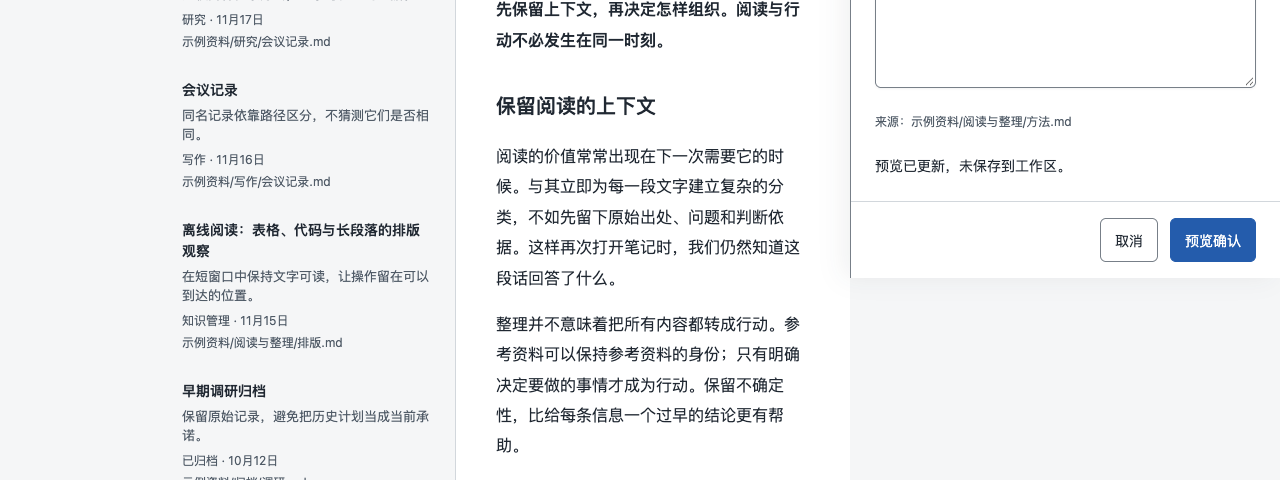 研究 · 11月17日
示例资料/研究/会议记录.md
会议记录
同名记录依靠路径区分，不猜测它们是否相
同。
写作 · 11月16日
示例资料/写作/会议记录.md
离线阅读：表格、代码与长段落的排版
观察
在短窗口中保持文字可读，让操作留在可以
到达的位置。
知识管理 · 11月15日
示例资料/阅读与整理/排版.md
早期调研归档
保留原始记录，避免把历史计划当成当前承
诺。
已归档 · 10月12日
先保留上下文，再决定怎样组织。阅读与行
动不必发生在同一时刻。
保留阅读的上下文
阅读的价值常常出现在下一次需要它的时
候。与其立即为每一段文字建立复杂的分
类，不如先留下原始出处、问题和判断依
据。这样再次打开笔记时，我们仍然知道这
段话回答了什么。
整理并不意味着把所有内容都转成行动。参
考资料可以保持参考资料的身份；只有明确
决定要做的事情才成为行动。保留不确定
性，比给每条信息一个过早的结论更有帮
助。
来源：示例资料/阅读与整理/方法.md
预览已更新，未保存到工作区。
取消
预览确认